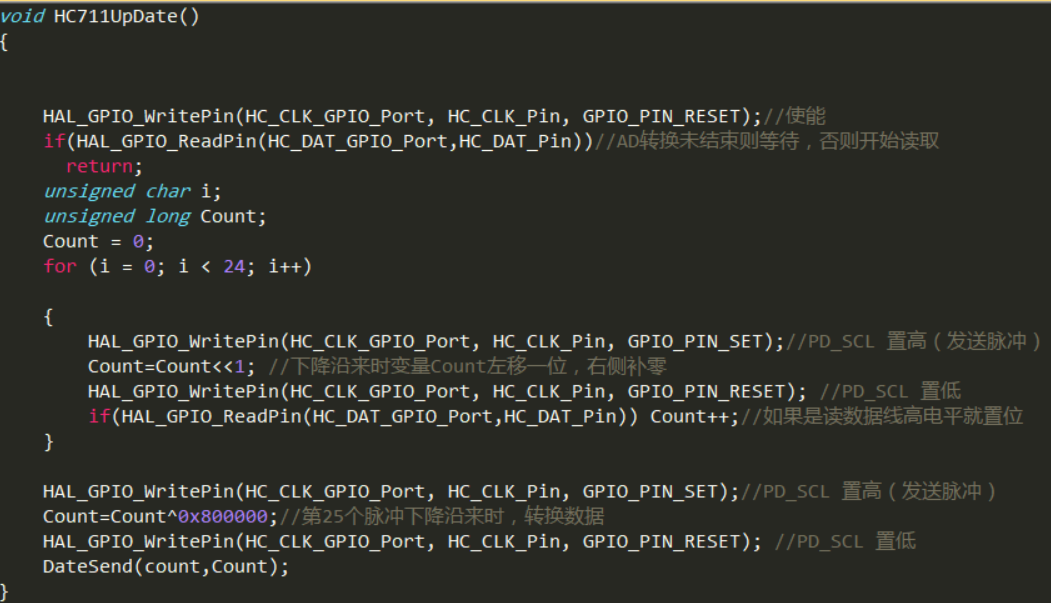 void HC711UpDate()
{
HAL_GPIO_WritePin(HC_CLK_GPIO_Port, HC_CLK_Pin, GPIO_PIN_RESET);//使能
if(HAL_GPIO_ReadPin(HC_DAT_GPIO_Port,HC_DAT_Pin))//AD转换未结束则等待，否则开始读取
return;
unsigned char i;
unsigned long Count;
Count = 0;
for (i = 0; i < 24; i++)
{
HAL_GPIO_WritePin(HC_CLK_GPIO_Port, HC_CLK_Pin, GPIO_PIN_SET);//PD_SCL 置高（发送脉冲）
Count=Count<<1; //下降沿来时变量Count左移一位，右侧补零
HAL_GPIO_WritePin(HC_CLK_GPIO_Port, HC_CLK_Pin, GPIO_PIN_RESET); //PD_SCL 置低
if(HAL_GPIO_ReadPin(HC_DAT_GPIO_Port,HC_DAT_Pin)) Count++;//如果是读数据线高电平就置位
}
HAL_GPIO_WritePin(HC_CLK_GPIO_Port, HC_CLK_Pin, GPIO_PIN_SET);//PD_SCL 置高（发送脉冲）
Count=Count^0x800000;//第25个脉冲下降沿来时，转换数据
HAL_GPIO_WritePin(HC_CLK_GPIO_Port, HC_CLK_Pin, GPIO_PIN_RESET); //PD_SCL 置低
DateSend(count,Count);
}